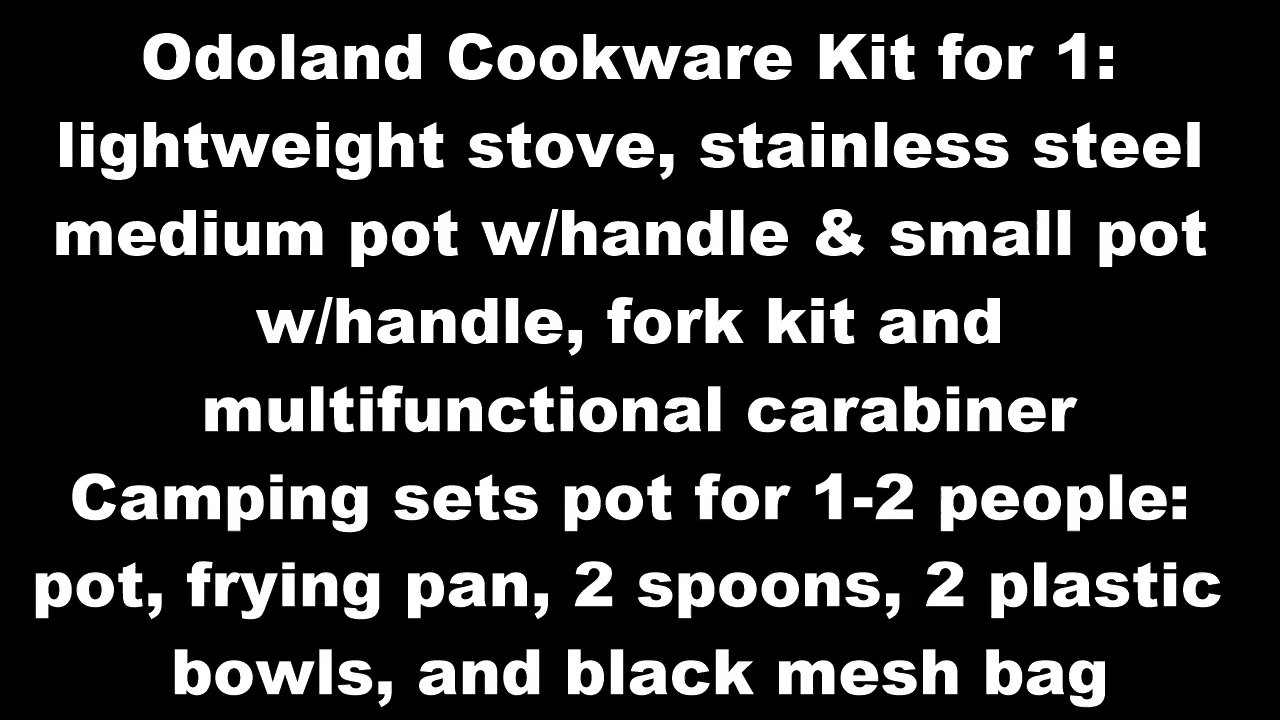 Odoland Cookware Kit for 1:
lightweight stove, stainless steel
medium pot w/handle & small pot
w/handle, fork kit and
multifunctional carabiner
Camping sets pot for 1-2 people:
pot, frying pan, 2 spoons, 2 plastic
bowls, and black mesh bag